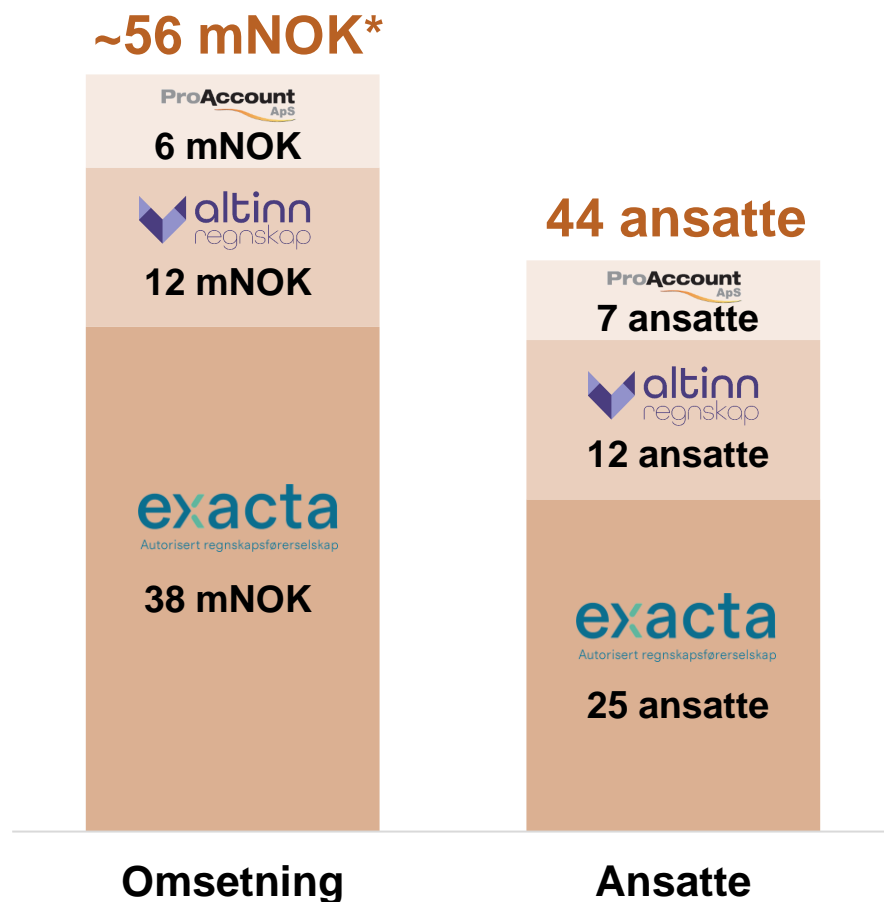 ~56 mNOK*
ProAccount
ApS
6 mNOK
altinn
regnskap
12 mNOK
exacta
Autorisert regnskapsførerselskap
38 mNOK
Omsetning
44 ansatte
ProAccount
ApS
7 ansatte
altinn
regnskap
12 ansatte
exacta
Autorisert regnskapsførerselskap
25 ansatte
Ansatte